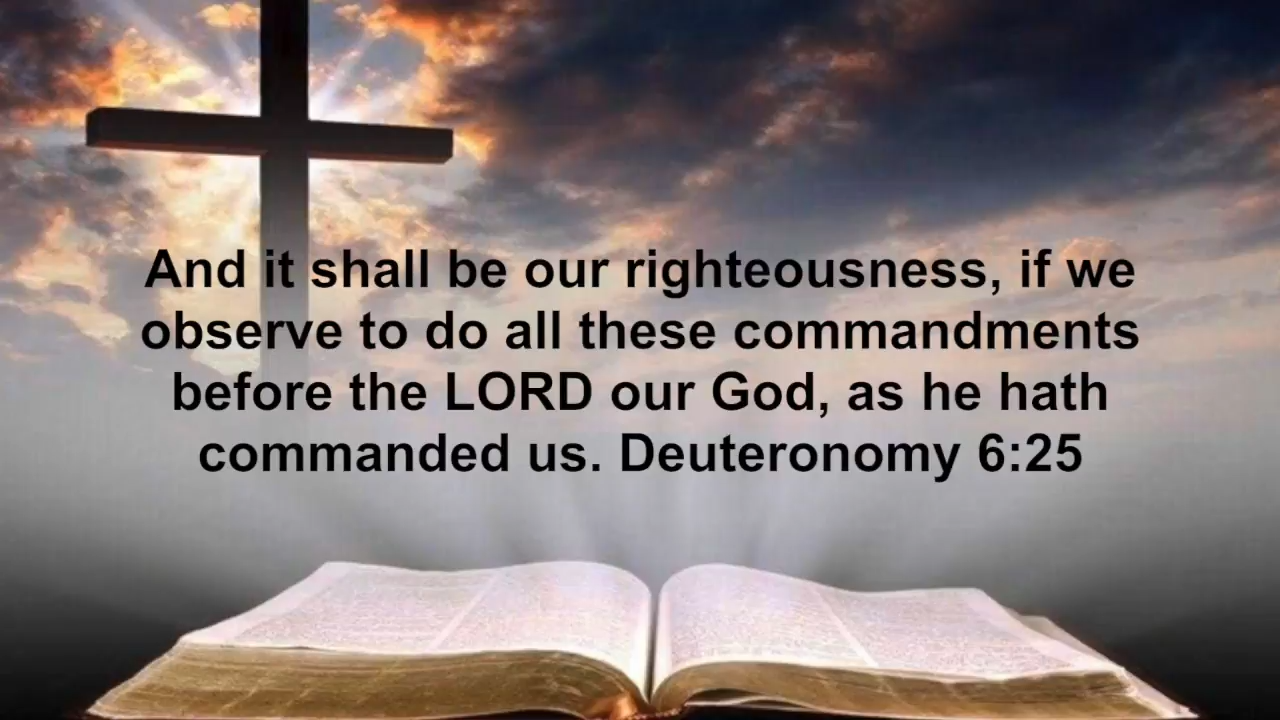 And it shall be our righteousness, if we
observe to do all these commandments
before the LORD our God, as he hath
commanded us. Deuteronomy 6:25